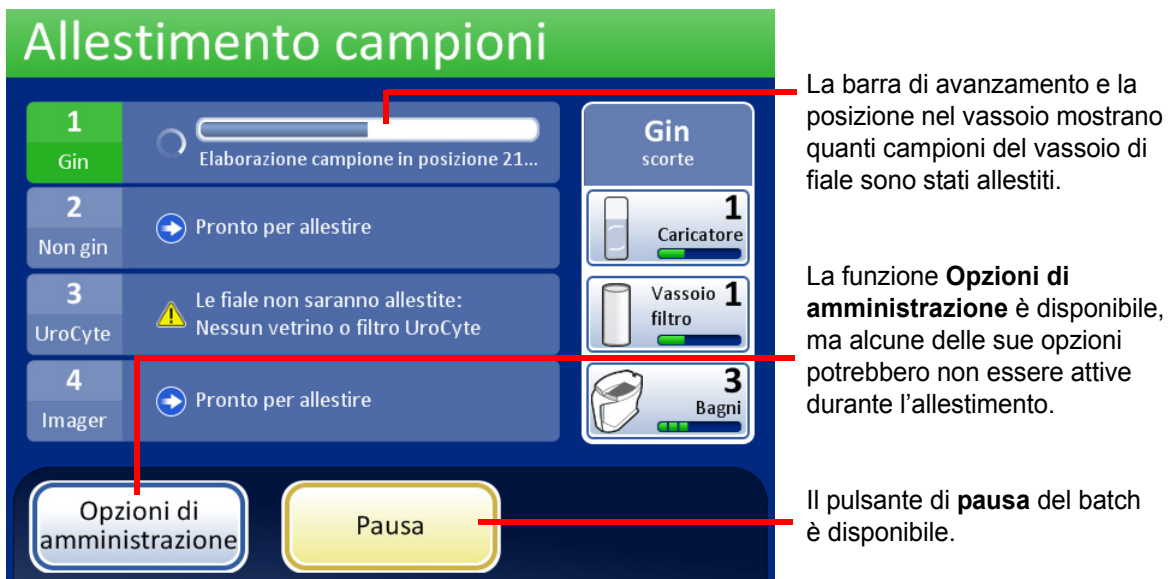 Allestimento campioni
1
Gin
Elaborazione campione in posizione 21...
2
Non gin
Pronto per allestire
3
UroCyte
Le fiale non saranno allestite:
Nessun vetrino o filtro UroCyte
4
Imager
Pronto per allestire
Gin
scorte
1
Caricatore
Vassoio 1
filtro
3
Bagni
Opzioni di
amministrazione
Pausa
La barra di avanzamento e la
posizione nel vassoio mostrano
quanti campioni del vassoio di
fiale sono stati allestiti.
La funzione Opzioni di
amministrazione è disponibile,
ma alcune delle sue opzioni
potrebbero non essere attive
durante l'allestimento.
Il pulsante di pausa del batch
è disponibile.